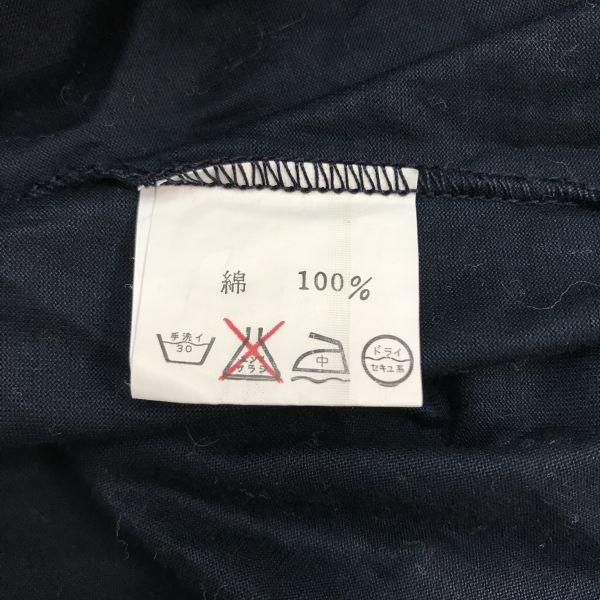 綿 100%
手洗イ
30
エンソ
サラシ
中
ドライ
セキユ系